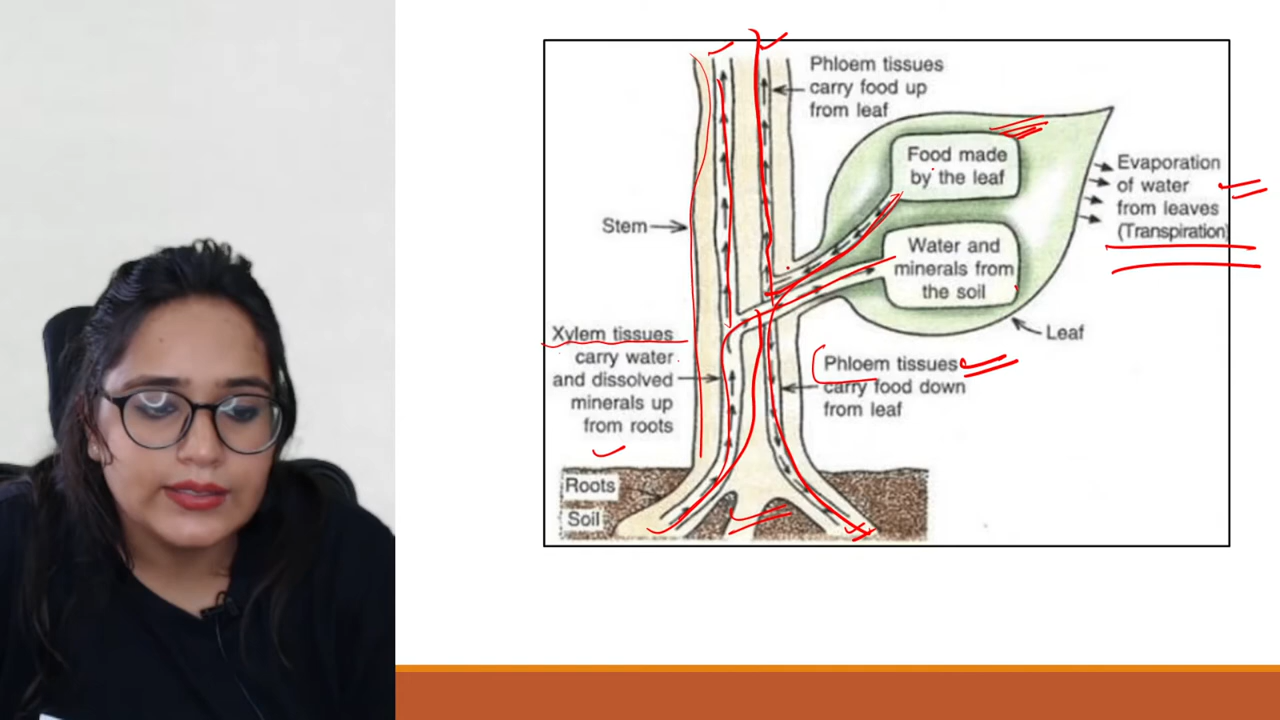 Phloem tissues
carry food up
from leaf
Food made
by the leaf
Evaporation
of water
from leaves
(Transpiration)
Stem
Water and
minerals from
the soil
Leaf
Xylem tissues
carry water
and dissolved
minerals up
from roots
Phloem tissues
carry food down
from leaf
Roots
Soil